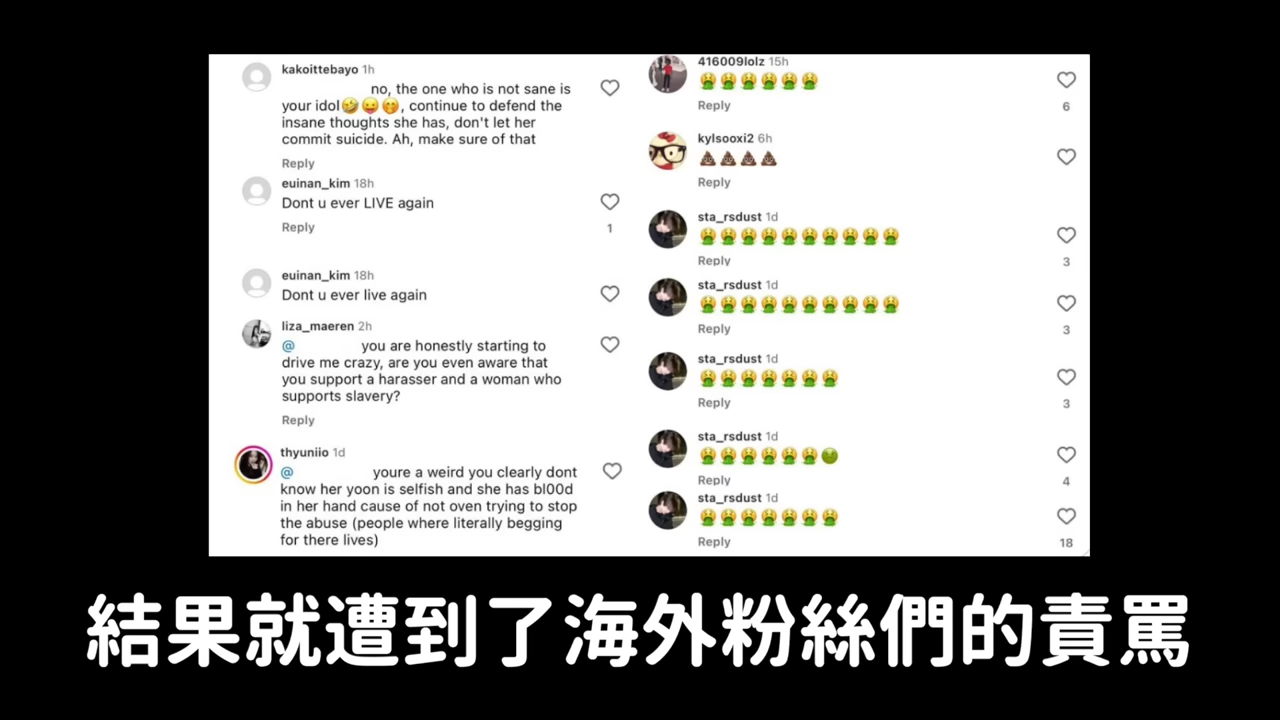 kakoittebayo 1h
no, the one who is not sane is
your idol🤣😜🤭, continue to defend the
insane thoughts she has, don't let her
commit suicide. Ah, make sure of that
Reply
euinan_kim 18h
Dont u ever LIVE again
Reply
1
euinan_kim 18h
Dont u ever live again
liza_maeren 2h
@ you are honestly starting to
drive me crazy, are you even aware that
you support a harasser and a woman who
supports slavery?
Reply
thyuniio 1d
@ youre a weird you clearly dont
know her yoon is selfish and she has bl00d
in her hand cause of not oven trying to stop
the abuse (people where literally begging
for there lives)
416009lolz 15h
🤮🤮🤮🤮🤮🤮
Reply
6
kylsooxi2 6h
💩💩💩💩
Reply
sta_rsdust 1d
🤮🤮🤮🤮🤮🤮🤮🤮🤮🤮
Reply
3
sta_rsdust 1d
🤮🤮🤮🤮🤮🤮🤮🤮🤮🤮
Reply
3
sta_rsdust 1d
🤮🤮🤮🤮🤮🤮🤮
Reply
3
sta_rsdust 1d
🤮🤮🤮🤮🤮🤮🤢
Reply
4
sta_rsdust 1d
🤮🤮🤮🤮🤮🤮🤮
Reply
18
結果就遭到了海外粉絲們的責罵